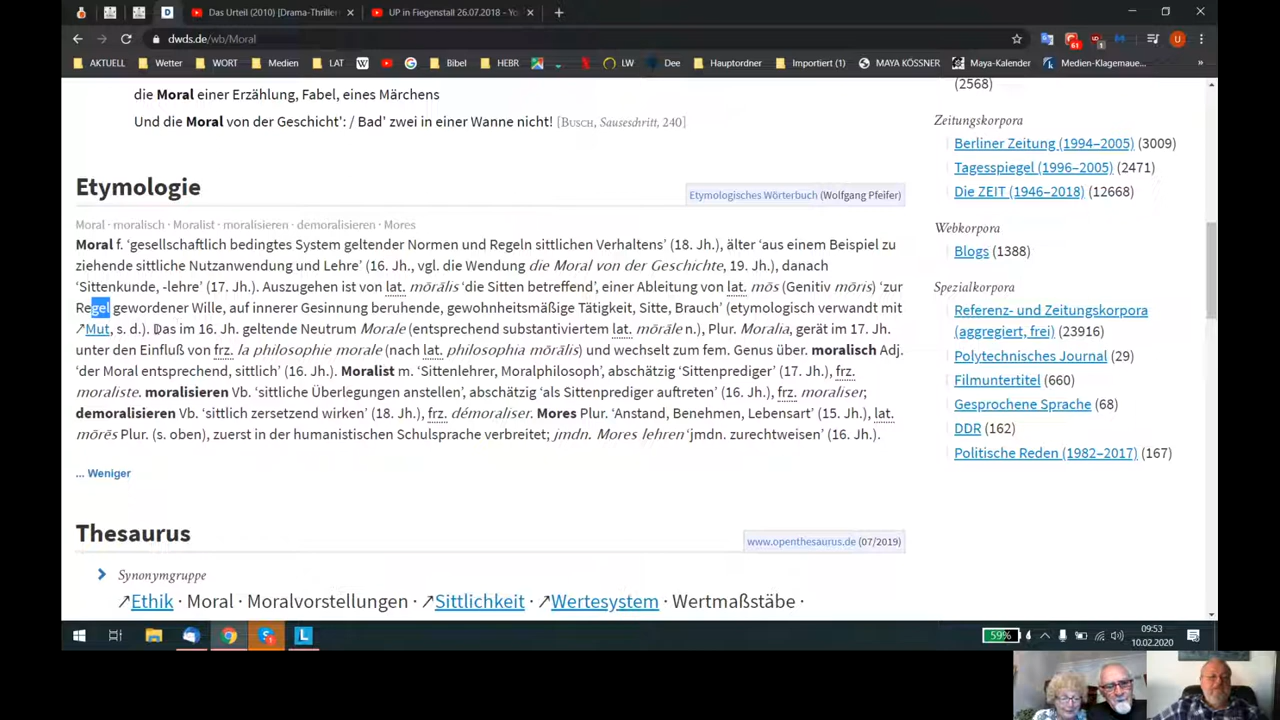 Das Urteil (2010) [Drama-Thriller
UP in Fiegenstall 26.07.2018 - Yo
dwds.de/wb/Moral
61
1
U
AKTUELL
Wetter
WORT
Medien
LAT
Bibel
HEBR
LW
Dee
Hauptordner
Importiert (1)
MAYA KÖSSNER
Maya-Kalender
Medien-Klagemaue...
»
die Moral einer Erzählung, Fabel, eines Märchens
Und die Moral von der Geschicht': / Bad' zwei in einer Wanne nicht! [Busch, Sauseschritt, 240]
Etymologie
Etymologisches Wörterbuch (Wolfgang Pfeifer)
Moral · moralisch · Moralist · moralisieren · demoralisieren · Mores
Moral f. ‘gesellschaftlich bedingtes System geltender Normen und Regeln sittlichen Verhaltens’ (18. Jh.), älter ‘aus einem Beispiel zu
ziehende sittliche Nutzanwendung und Lehre’ (16. Jh., vgl. die Wendung die Moral von der Geschichte, 19. Jh.), danach
‘Sittenkunde, -lehre’ (17. Jh.). Auszugehen ist von lat. mōrālis ‘die Sitten betreffend’, einer Ableitung von lat. mōs (Genitiv mōris) ‘zur
Regel gewordener Wille, auf innerer Gesinnung beruhende, gewohnheitsmäßige Tätigkeit, Sitte, Brauch’ (etymologisch verwandt mit
↗Mut, s. d.). Das im 16. Jh. geltende Neutrum Morale (entsprechend substantiviertem lat. mōrāle n.), Plur. Moralia, gerät im 17. Jh.
unter den Einfluß von frz. la philosophie morale (nach lat. philosophia mōrālis) und wechselt zum fem. Genus über. moralisch Adj.
‘der Moral entsprechend, sittlich’ (16. Jh.). Moralist m. ‘Sittenlehrer, Moralphilosoph’, abschätzig ‘Sittenprediger’ (17. Jh.), frz.
moraliste. moralisieren Vb. ‘sittliche Überlegungen anstellen’, abschätzig ‘als Sittenprediger auftreten’ (16. Jh.), frz. moraliser;
demoralisieren Vb. ‘sittlich zersetzend wirken’ (18. Jh.), frz. démoraliser. Mores Plur. ‘Anstand, Benehmen, Lebensart’ (15. Jh.), lat.
mōrēs Plur. (s. oben), zuerst in der humanistischen Schulsprache verbreitet; jmdn. Mores lehren ‘jmdn. zurechtweisen’ (16. Jh.).
... Weniger
Thesaurus
www.openthesaurus.de (07/2019)
Synonymgruppe
↗Ethik · Moral · Moralvorstellungen · ↗Sittlichkeit · ↗Wertesystem · Wertmaßstäbe ·
(2568)
Zeitungskorpora
Berliner Zeitung (1994–2005) (3009)
Tagesspiegel (1996–2005) (2471)
Die ZEIT (1946–2018) (12668)
Webkorpora
Blogs (1388)
Spezialkorpora
Referenz- und Zeitungskorpora
(aggregiert, frei) (23916)
Polytechnisches Journal (29)
Filmuntertitel (660)
Gesprochene Sprache (68)
DDR (162)
Politische Reden (1982–2017) (167)
59%
09:53
10.02.2020